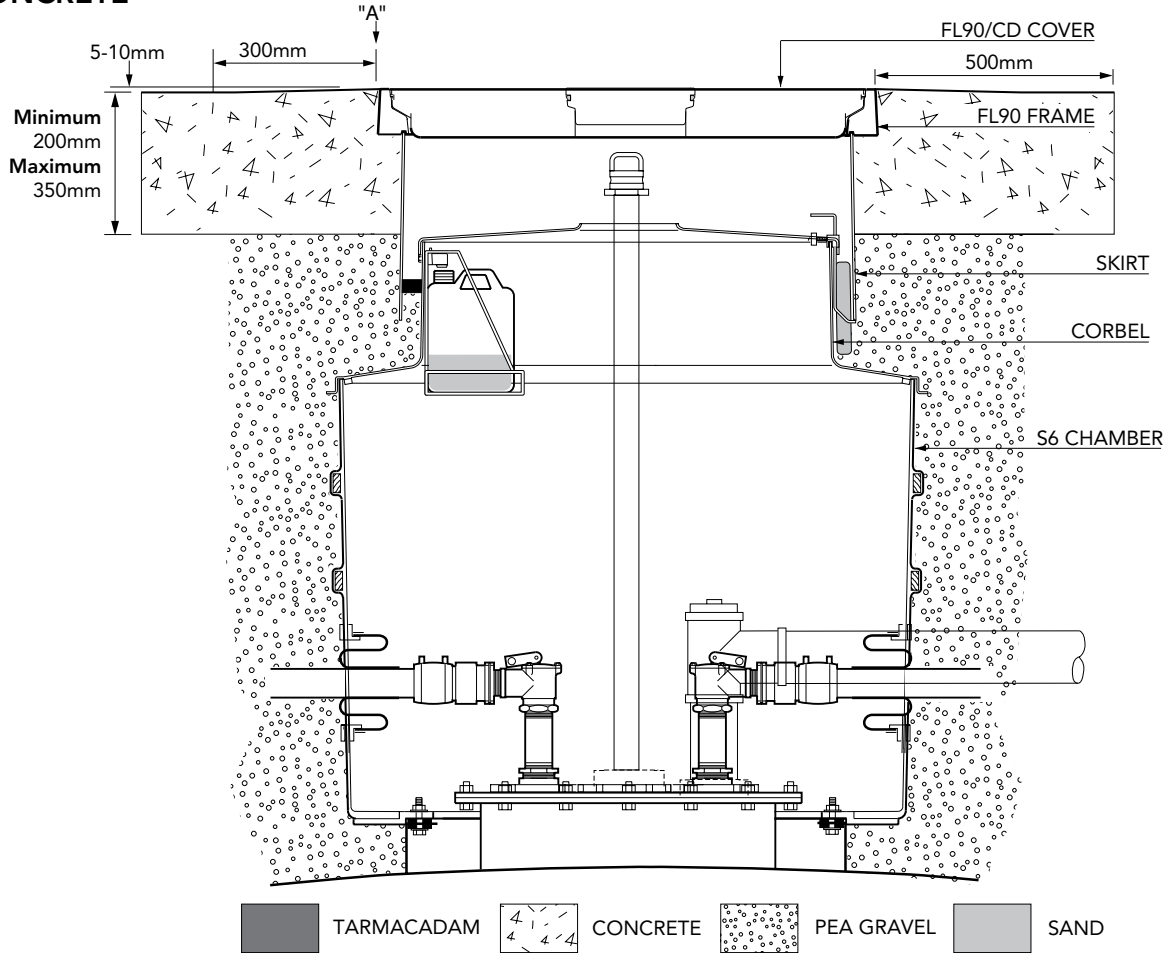 "A"
5-10mm
300mm
FL90/CD COVER
500mm
Minimum
200mm
Maximum
350mm
FL90 FRAME
SKIRT
CORBEL
S6 CHAMBER
TARMACADAM
CONCRETE
PEA GRAVEL
SAND